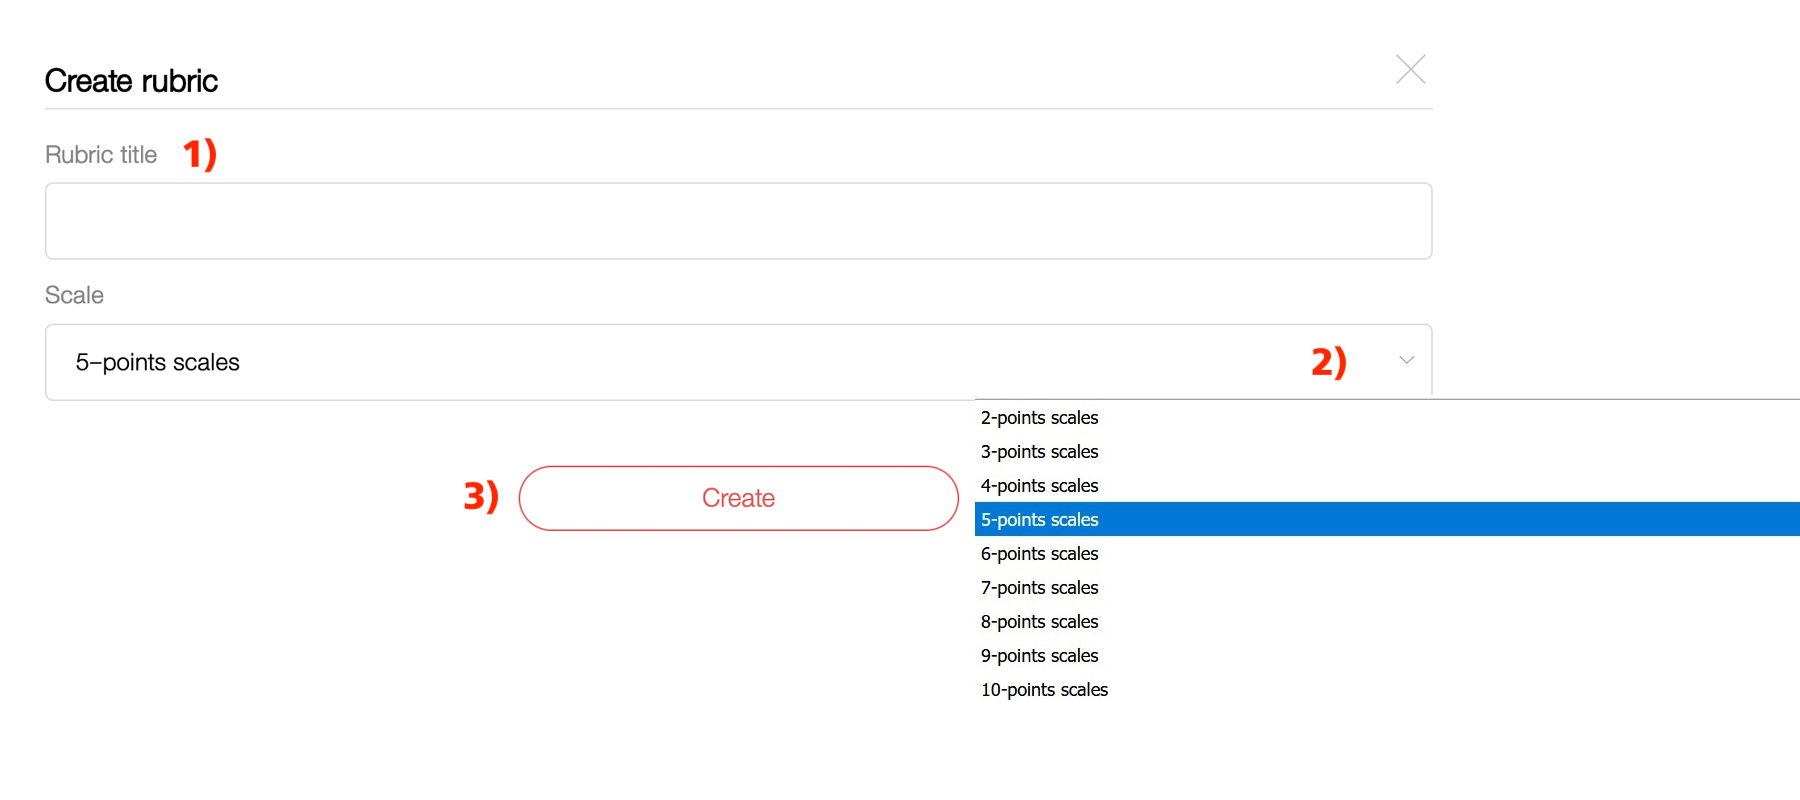 Create rubric
Rubric title 1)
Scale
5-points scales 2)
2-points scales
3-points scales
4-points scales
3) Create
5-points scales
6-points scales
7-points scales
8-points scales
9-points scales
10-points scales